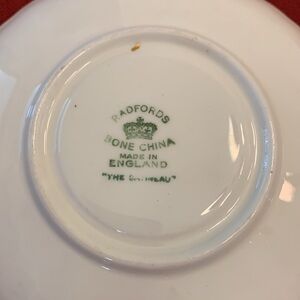 RADFORDS
BONE CHINA
MADE IN
ENGLAND
"THE